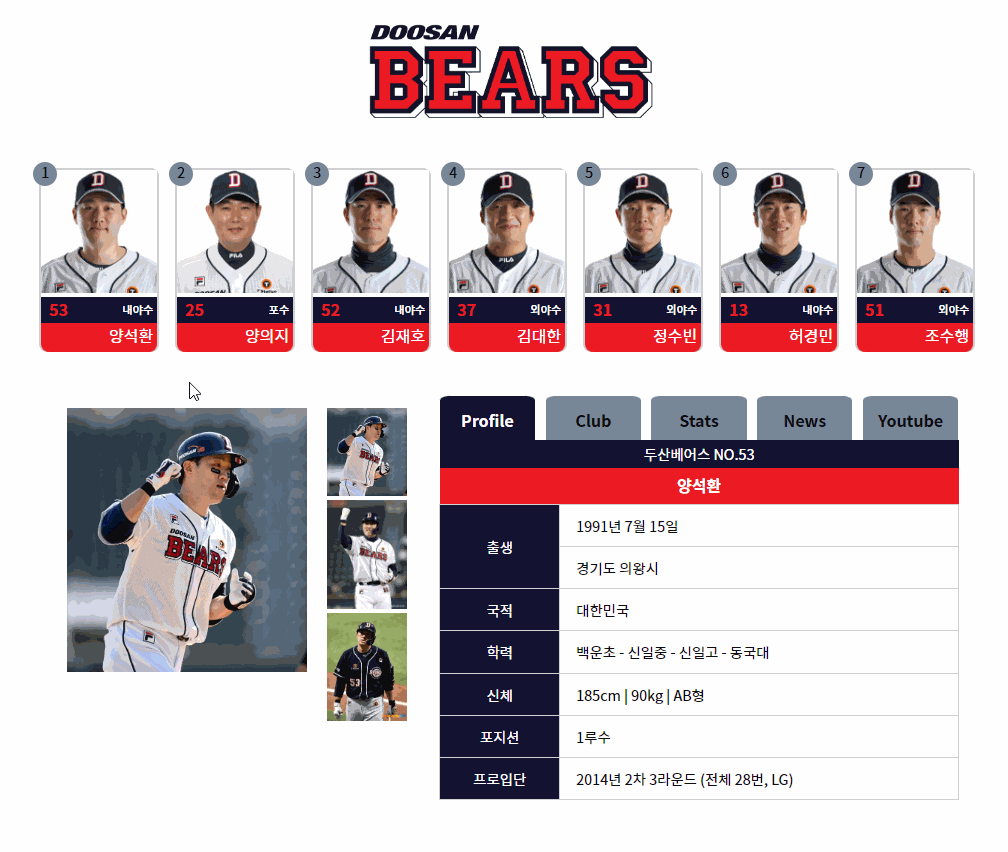 DOOSAN
BEARS
1 2 3 4 5 6 7
53 내야수 25 포수 52 내야수 37 외야수 31 외야수 13 내야수 51 외야수
양석환 양의지 김재호 김대한 정수빈 허경민 조수행
Profile Club Stats News Youtube
두산베어스 NO.53
양석환
출생 1991년 7월 15일
경기도 의왕시
국적 대한민국
학력 백운초 - 신일중 - 신일고 - 동국대
신체 185cm | 90kg | AB형
포지션 1루수
프로입단 2014년 2차 3라운드 (전체 28번, LG)
DOOSAN
BEARS
BEARS
BEARS
53